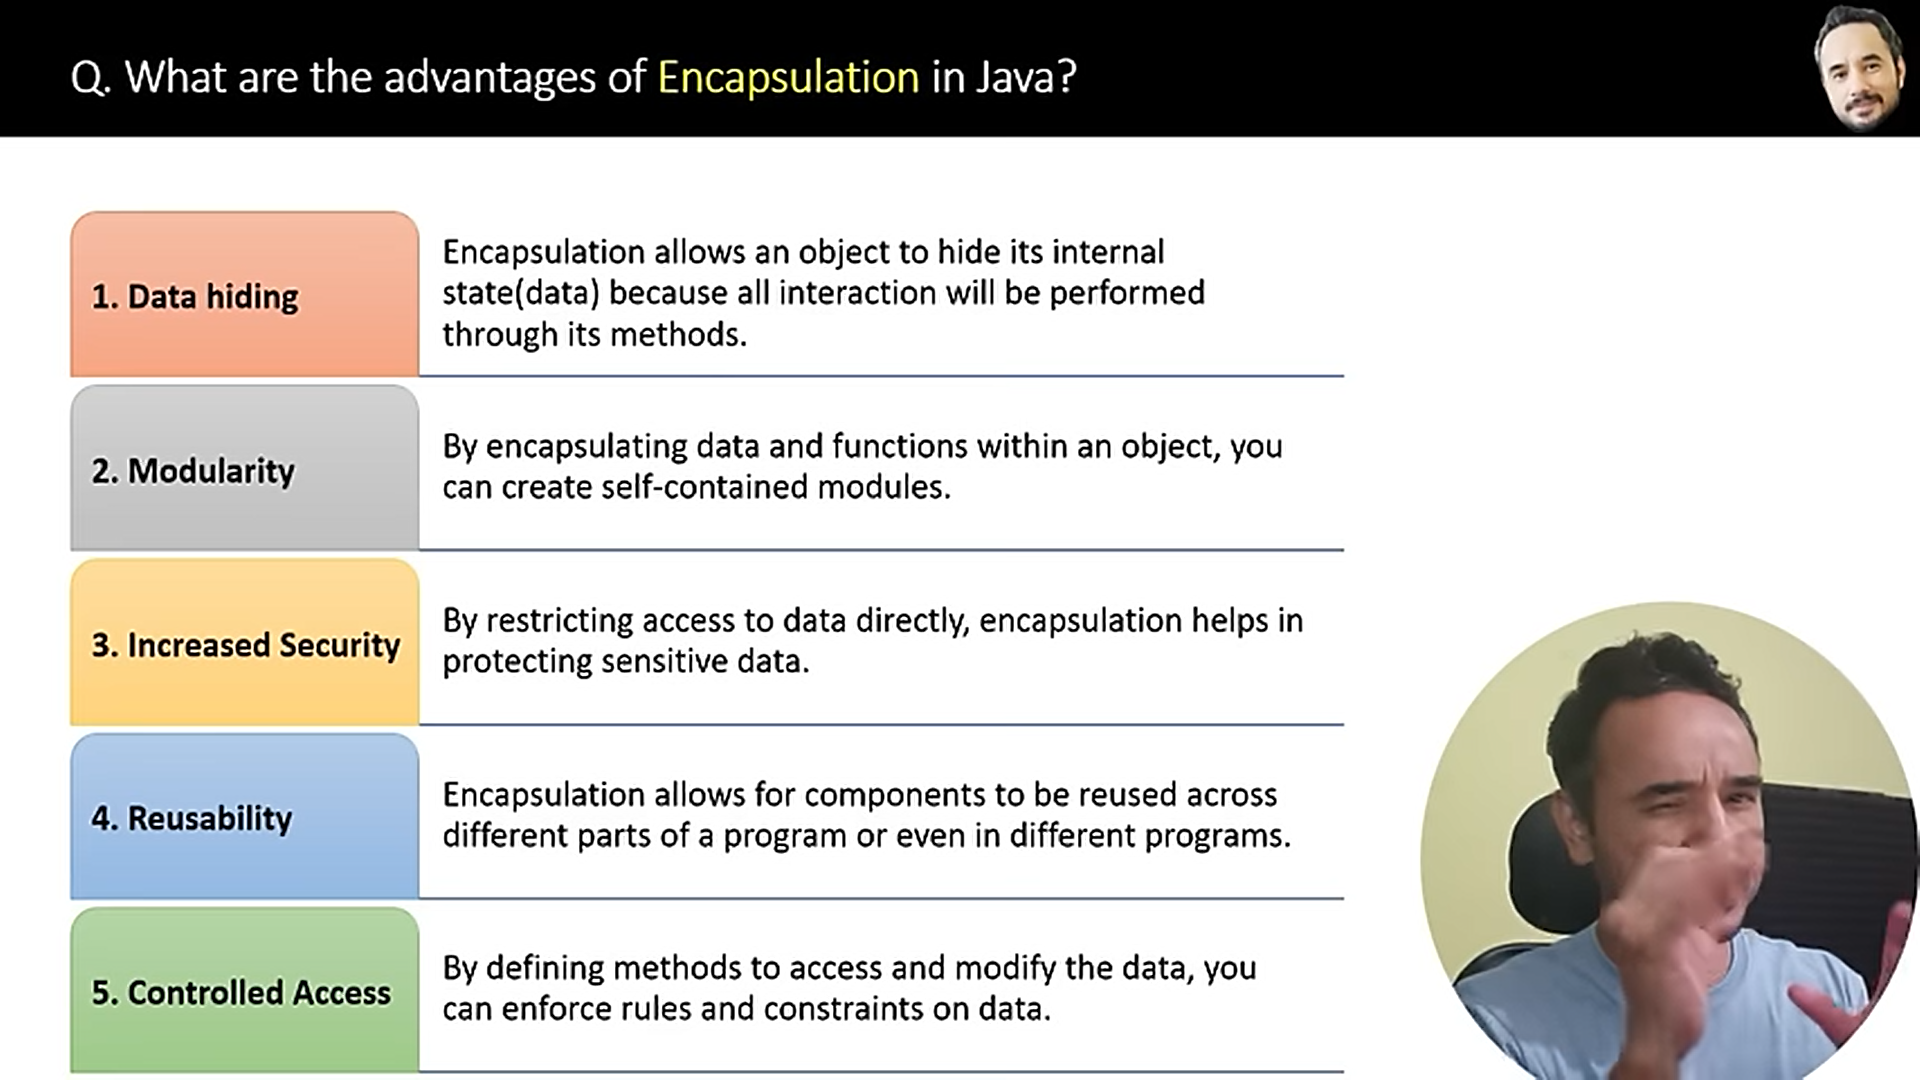 Q. What are the advantages of Encapsulation in Java?
1. Data hiding
Encapsulation allows an object to hide its internal
state(data) because all interaction will be performed
through its methods.
2. Modularity
By encapsulating data and functions within an object, you
can create self-contained modules.
3. Increased Security
By restricting access to data directly, encapsulation helps in
protecting sensitive data.
4. Reusability
Encapsulation allows for components to be reused across
different parts of a program or even in different programs.
5. Controlled Access
By defining methods to access and modify the data, you
can enforce rules and constraints on data.